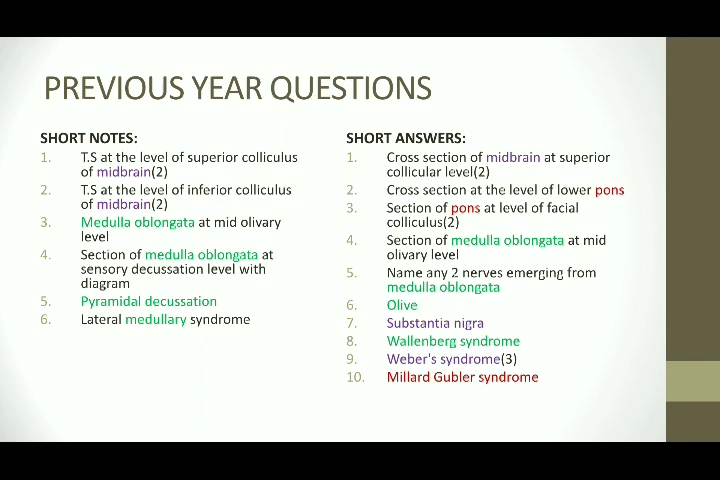 PREVIOUS YEAR QUESTIONS
SHORT NOTES:
1. T.S at the level of superior colliculus
of midbrain(2)
2. T.S at the level of inferior colliculus
of midbrain(2)
3. Medulla oblongata at mid olivary
level
4. Section of medulla oblongata at
sensory decussation level with
diagram
5. Pyramidal decussation
6. Lateral medullary syndrome
SHORT ANSWERS:
1. Cross section of midbrain at superior
collicular level(2)
2. Cross section at the level of lower pons
3. Section of pons at level of facial
colliculus(2)
4. Section of medulla oblongata at mid
olivary level
5. Name any 2 nerves emerging from
medulla oblongata
6. Olive
7. Substantia nigra
8. Wallenberg syndrome
9. Weber's syndrome(3)
10. Millard Gubler syndrome